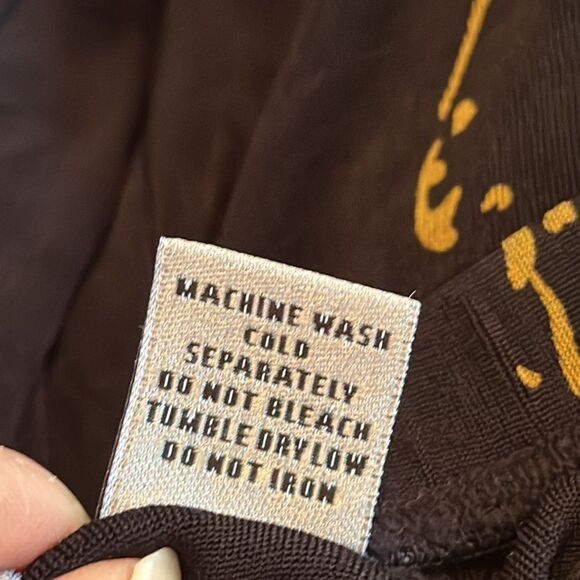 MACHINE WASH
COLD
SEPARATELY
DO NOT BLEACH
TUMBLE DRY LOW
DO NOT IRON